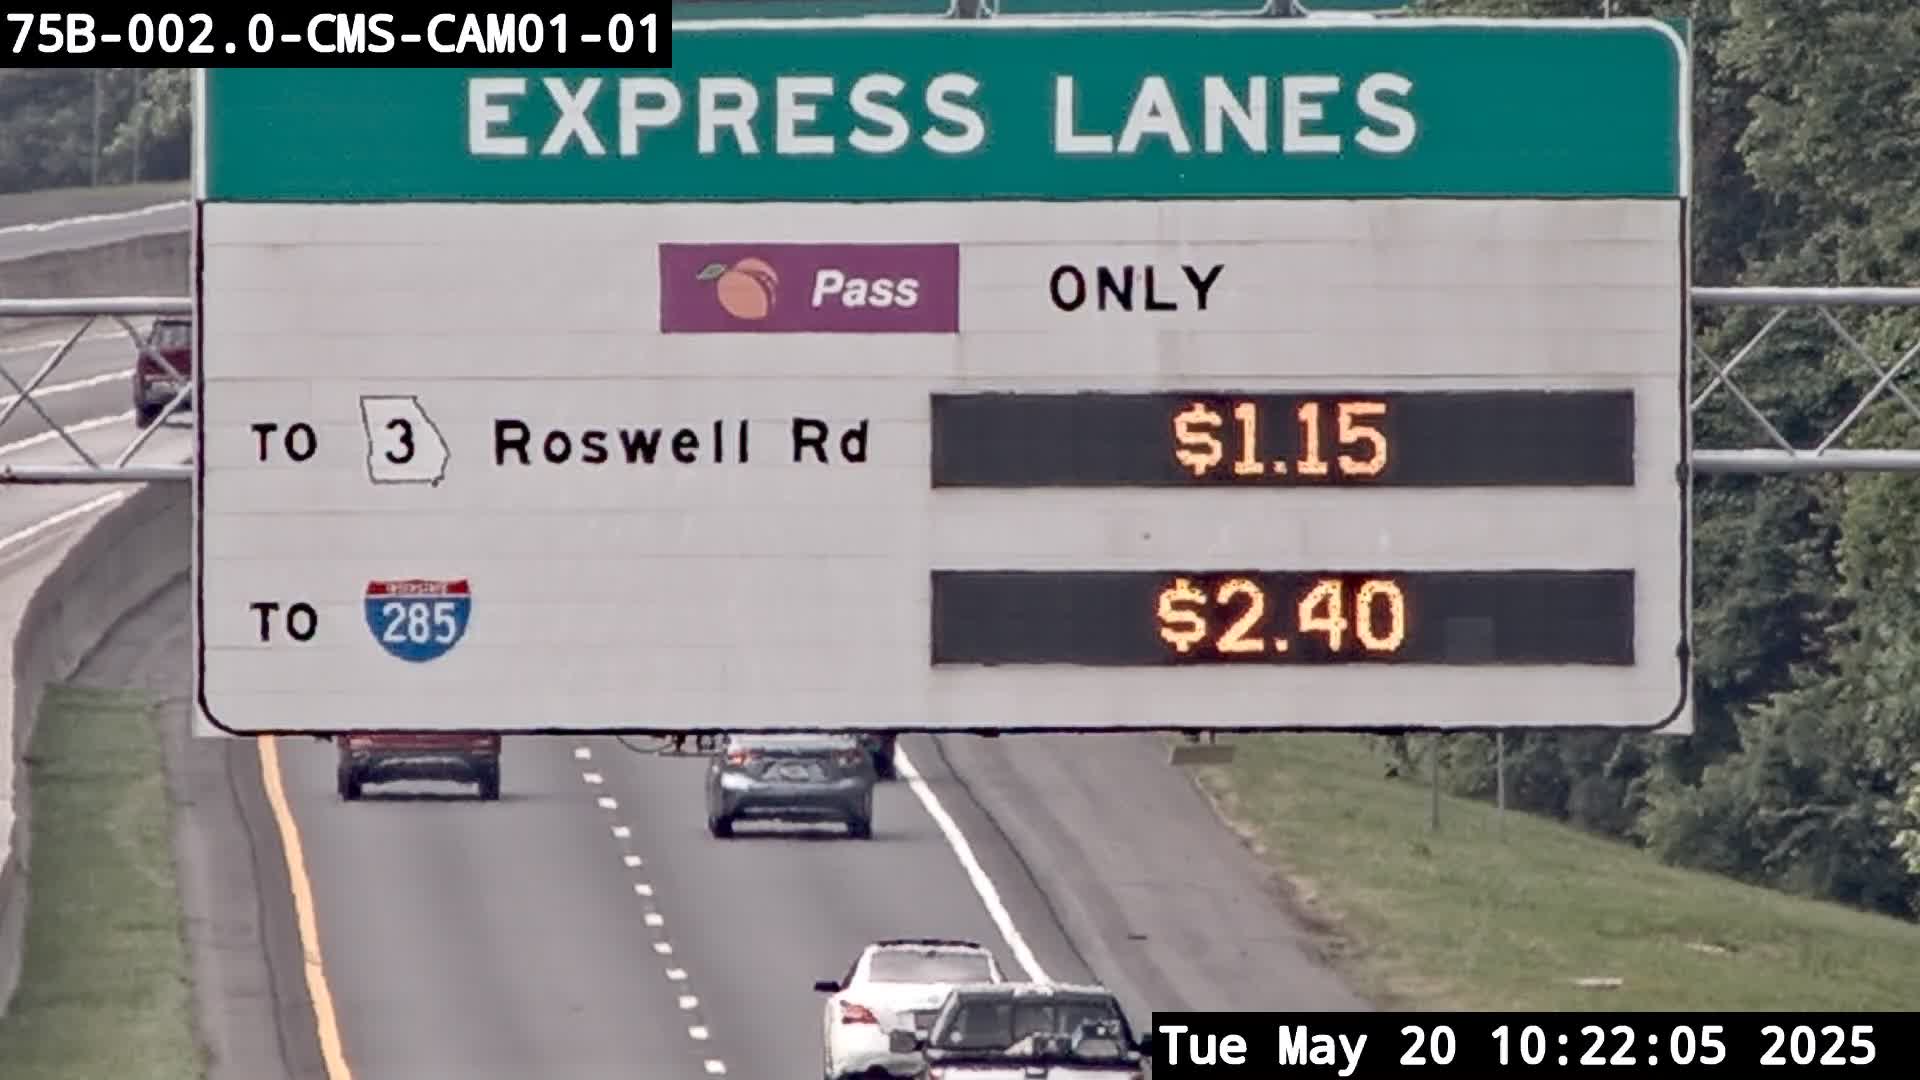 75B-002.0-CMS-CAM01-01
EXPRESS LANES
Pass ONLY
TO 3 Roswell Rd $1.15
TO INTERSTATE 285 $2.40
Tue May 20 10:22:05 2025